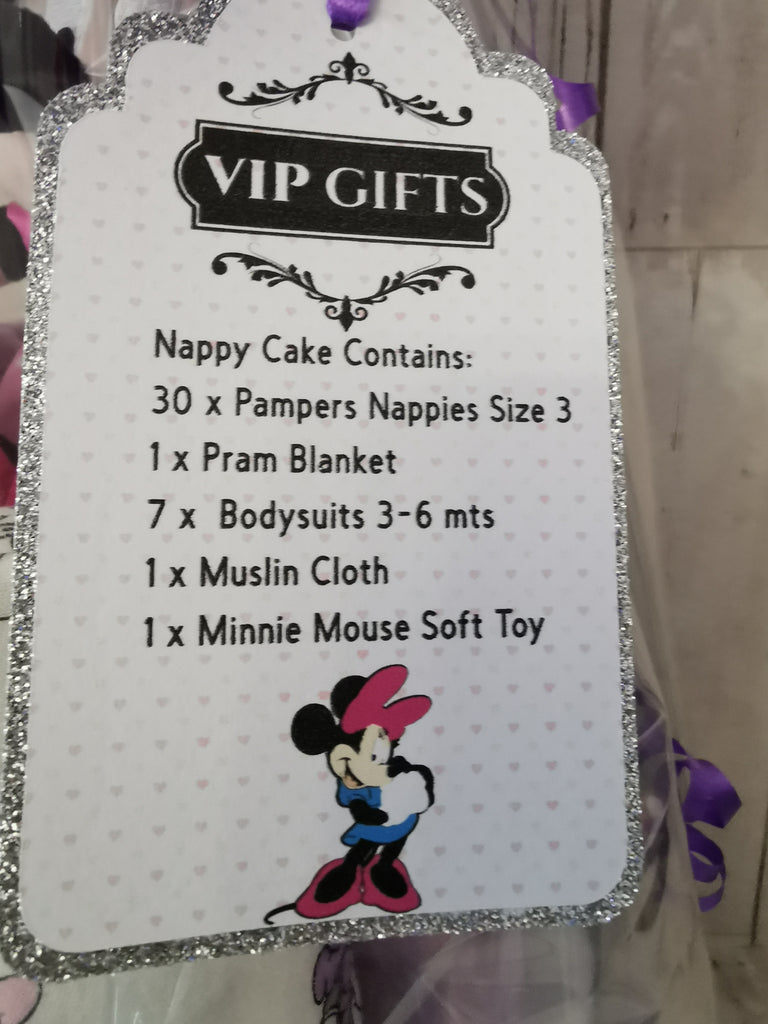 VIP GIFTS
Nappy Cake Contains:
30 x Pampers Nappies Size 3
1 x Pram Blanket
7 x Bodysuits 3-6 mts
1 x Muslin Cloth
1 x Minnie Mouse Soft Toy